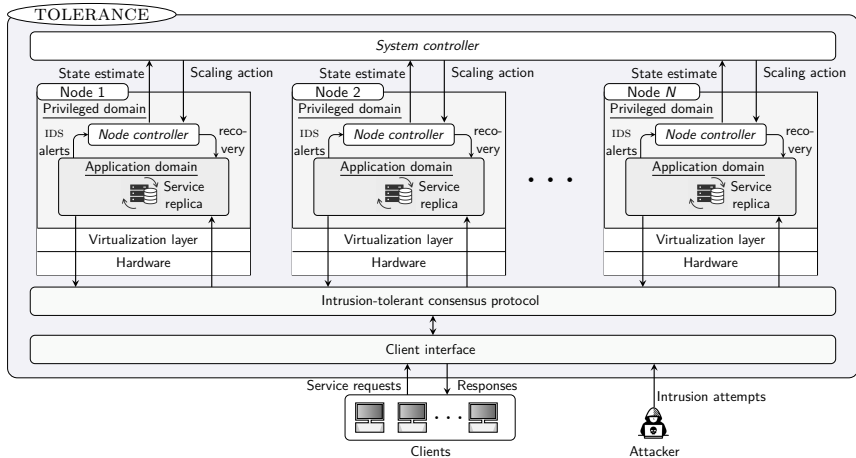 TOLERANCE
System controller
State estimate
Scaling action
State estimate
Scaling action
State estimate
Scaling action
Node 1
Privileged domain
Node controller
IDS
alerts
reco-
very
Application domain
Service
replica
Virtualization layer
Hardware
Node 2
Privileged domain
Node controller
IDS
alerts
reco-
very
Application domain
Service
replica
Virtualization layer
Hardware
. . .
Node N
Privileged domain
Node controller
IDS
alerts
reco-
very
Application domain
Service
replica
Virtualization layer
Hardware
Intrusion-tolerant consensus protocol
Client interface
Service requests
Responses
Intrusion attempts
. . .
Clients
Attacker